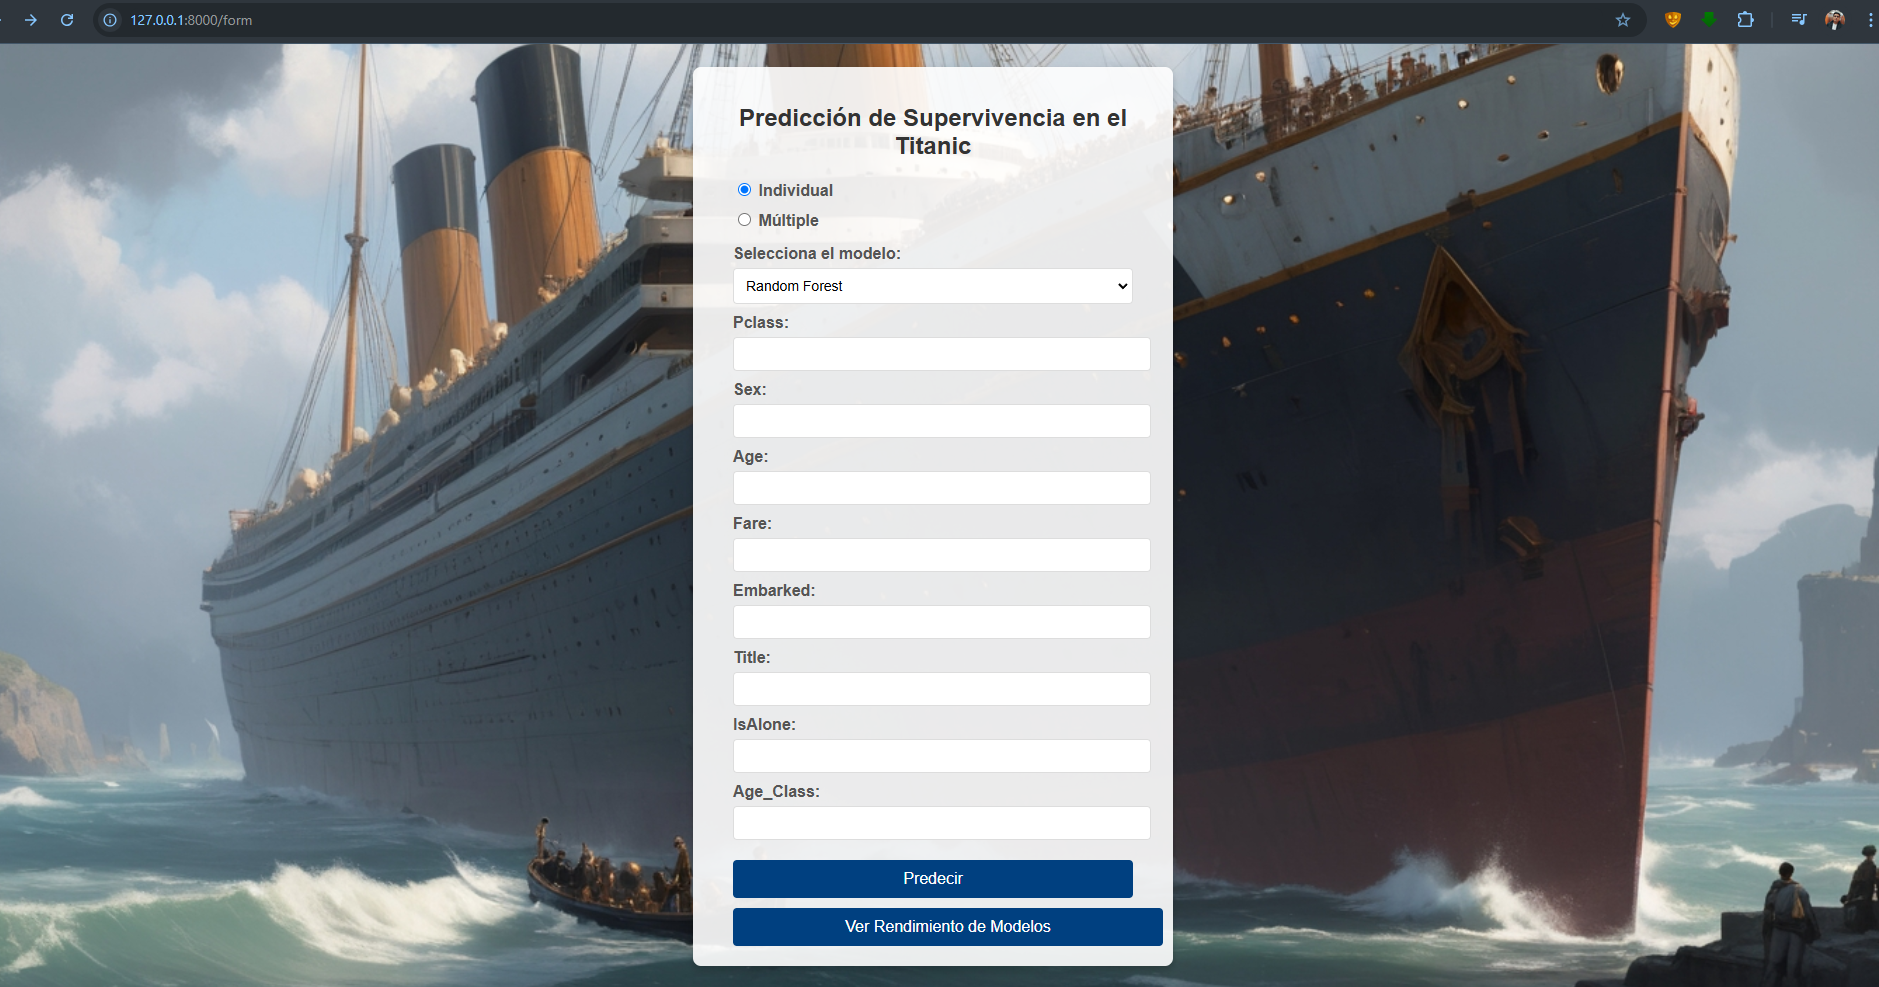 127.0.0.1:8000/form
Predicción de Supervivencia en el
Titanic
Individual
Múltiple
Selecciona el modelo:
Random Forest
Pclass:
Sex:
Age:
Fare:
Embarked:
Title:
IsAlone:
Age_Class:
Predecir
Ver Rendimiento de Modelos